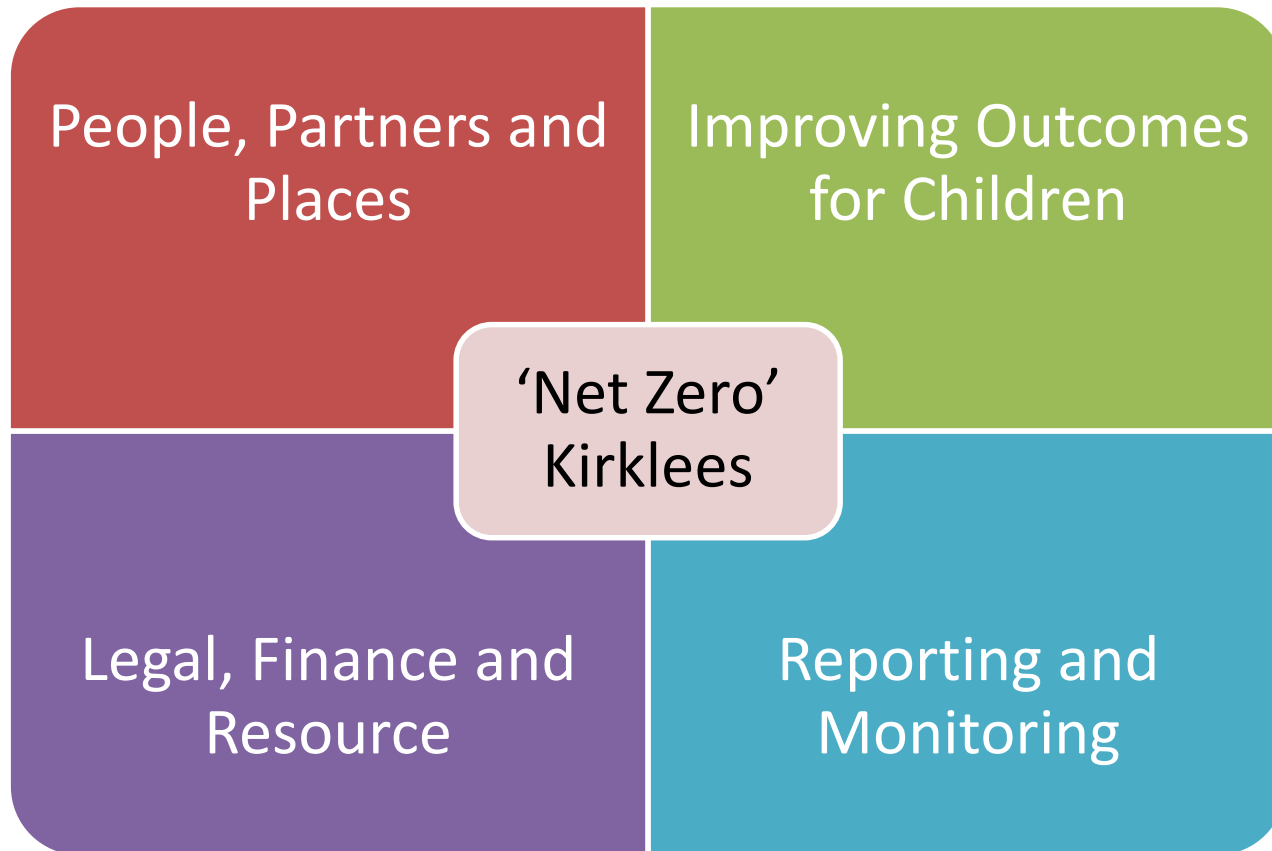 People, Partners and
Places
Improving Outcomes
for Children
‘Net Zero’
Kirklees
Legal, Finance and
Resource
Reporting and
Monitoring